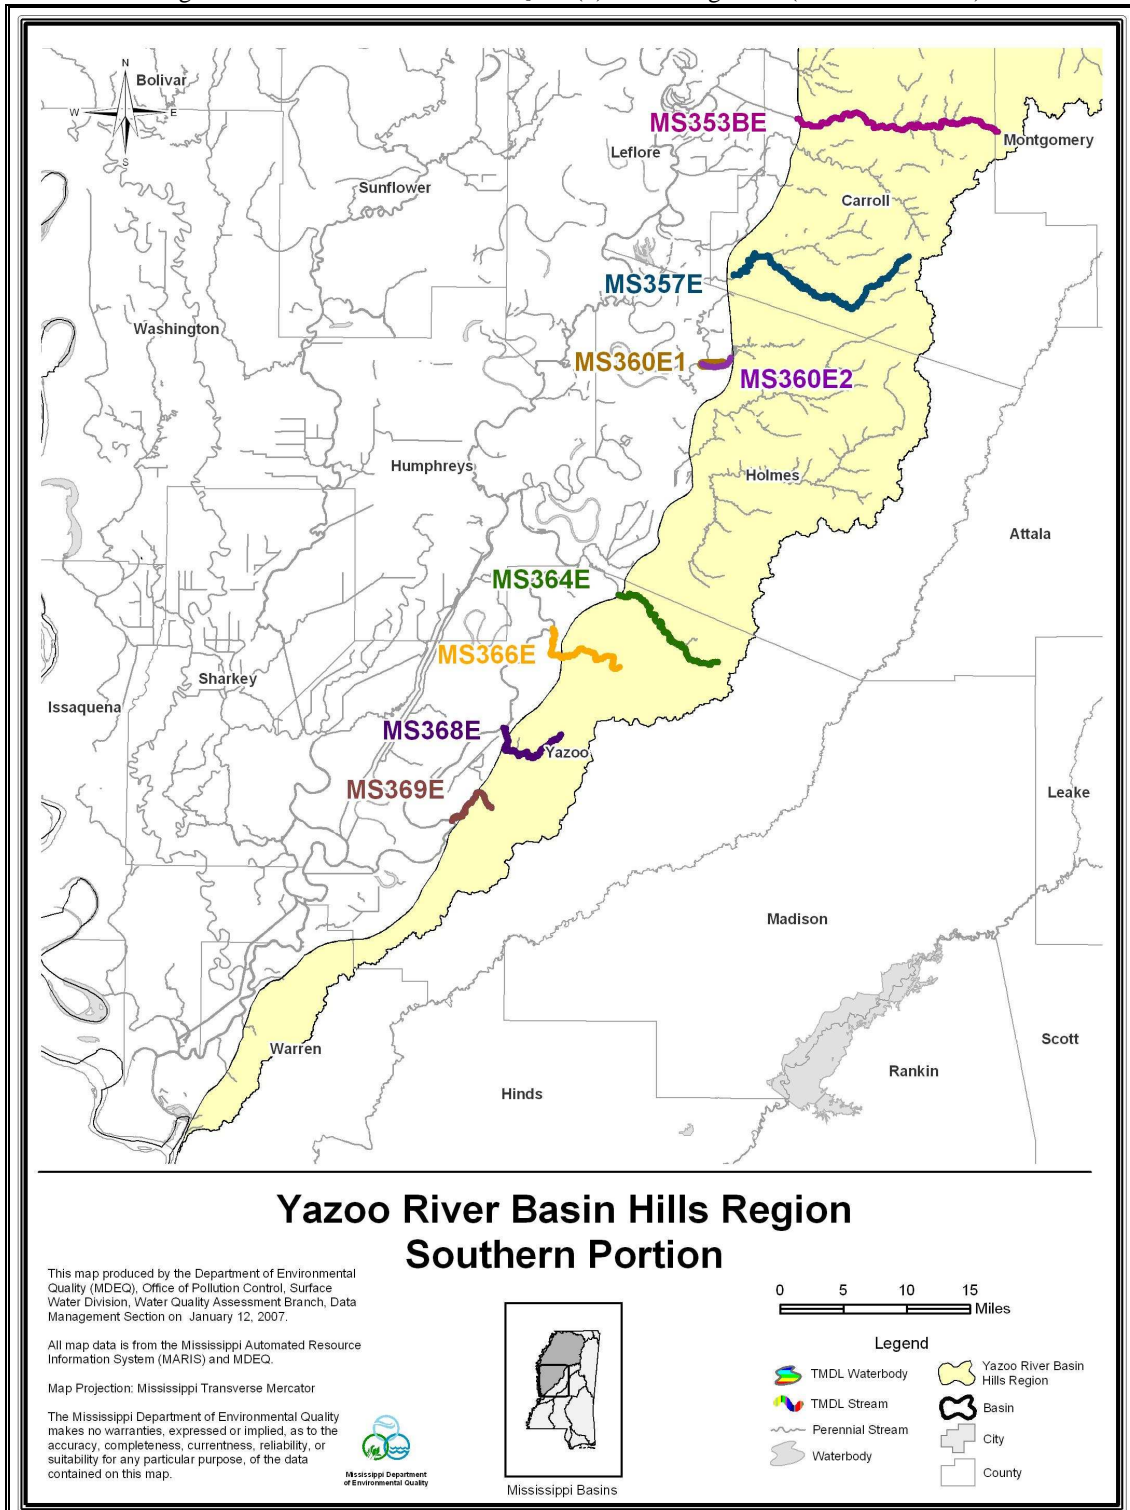 N
W
E
S
Bolivar
MS353BE
Montgomery
Leflore
Sunflower
Carroll
MS357E
Washington
MS360E1
MS360E2
Humphreys
Holmes
Attala
MS364E
MS366E
Sharkey
Issaquena
MS368E
Yazoo
MS369E
Leake
Madison
Warren
Scott
Rankin
Hinds
Yazoo River Basin Hills Region
Southern Portion
This map produced by the Department of Environmental
Quality (MDEQ), Office of Pollution Control, Surface
Water Division, Water Quality Assessment Branch, Data
Management Section on January 12, 2007.
All map data is from the Mississippi Automated Resource
Information System (MARIS) and MDEQ.
Map Projection: Mississippi Transverse Mercator
The Mississippi Department of Environmental Quality
makes no warranties, expressed or implied, as to the
accuracy, completeness, currentness, reliability, or
suitability for any particular purpose, of the data
contained on this map.
Mississippi Department
of Environmental Quality
Mississippi Basins
0 5 10 15
Miles
Legend
TMDL Waterbody
TMDL Stream
Perennial Stream
Waterbody
Yazoo River Basin
Hills Region
Basin
City
County